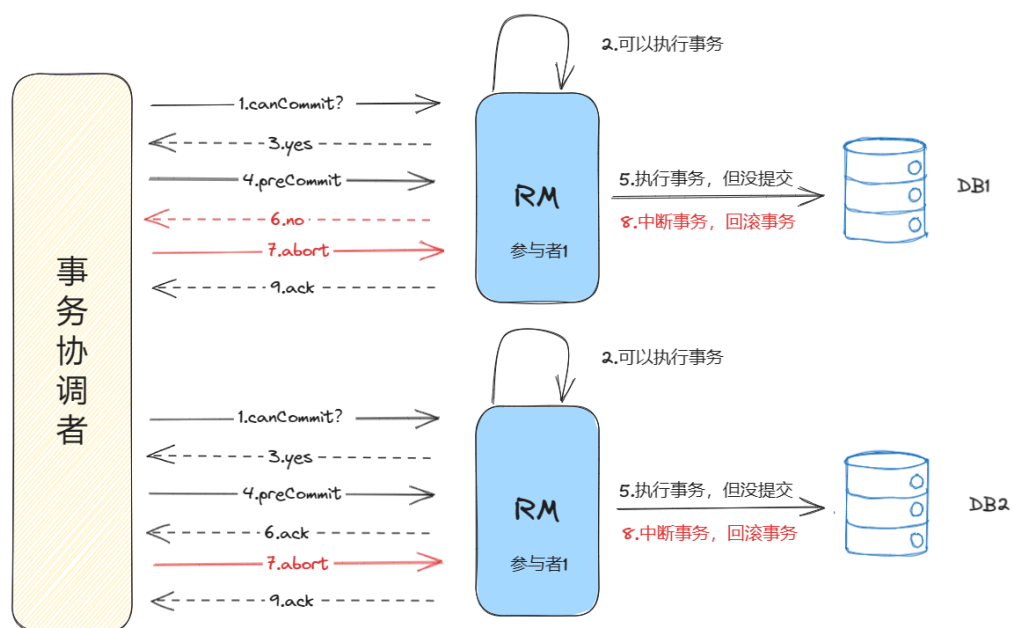 事务协调者
2.可以执行事务
1.canCommit?
3.yes
4.preCommit
6.no
7.abort
9.ack
RM
参与者1
5.执行事务，但没提交
8.中断事务，回滚事务
DB1
2.可以执行事务
1.canCommit?
3.yes
4.preCommit
6.ack
7.abort
9.ack
RM
参与者1
5.执行事务，但没提交
8.中断事务，回滚事务
DB2